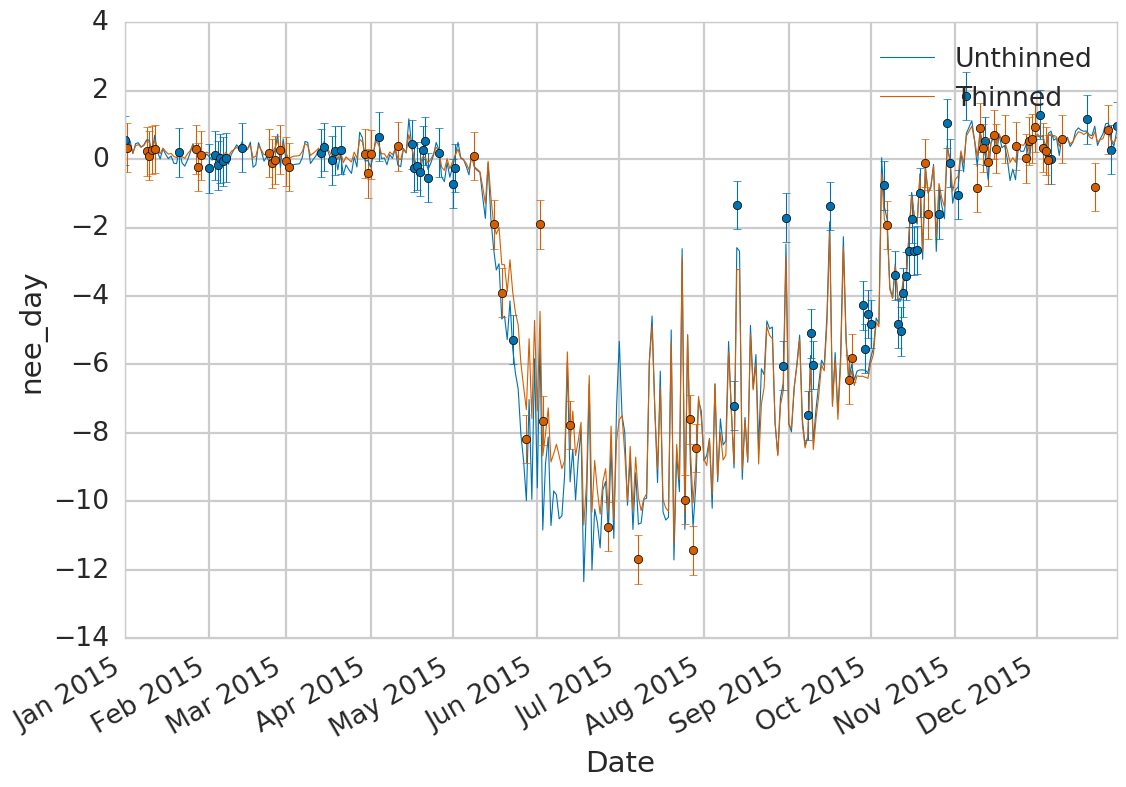 4
2
0
−2
−4
−6
−8
−10
−12
−14
nee_day
Unthinned
Thinned
Jan 2015
Feb 2015
Mar 2015
Apr 2015
May 2015
Jun 2015
Jul 2015
Aug 2015
Sep 2015
Oct 2015
Nov 2015
Dec 2015
Date